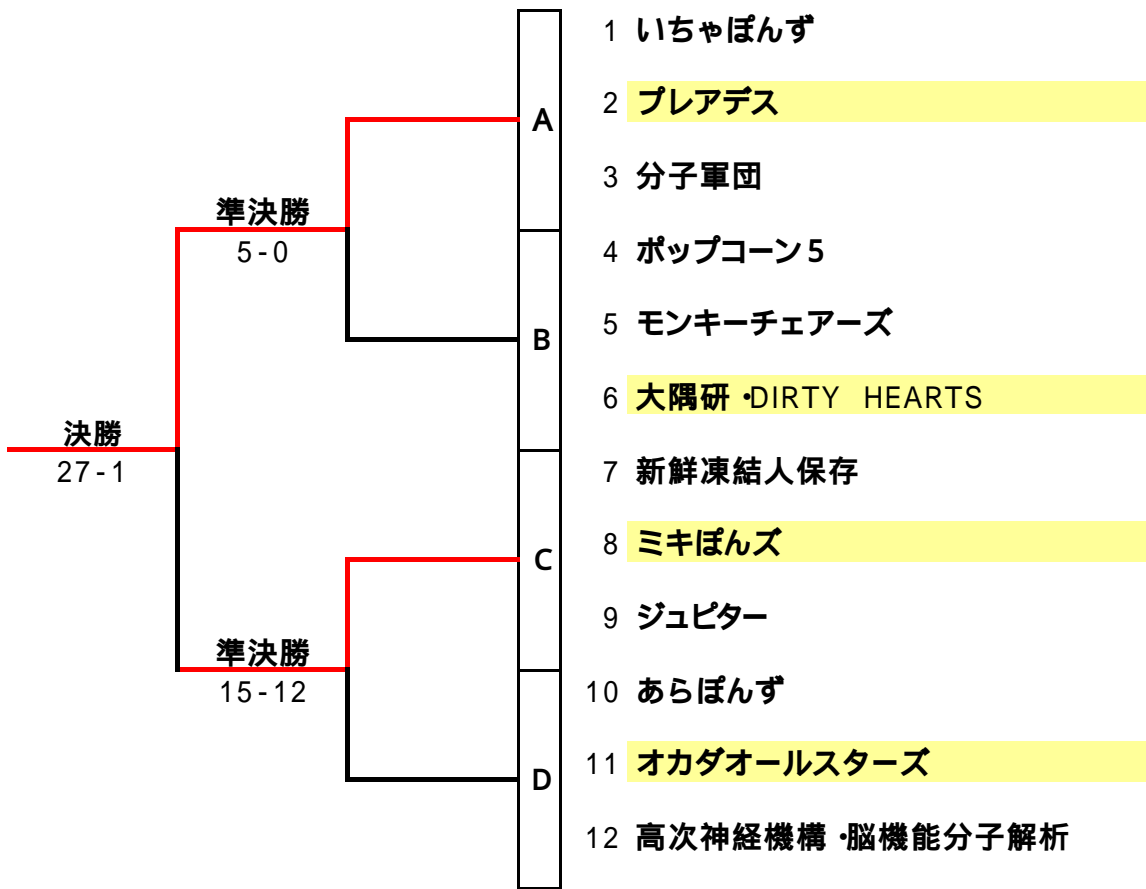 1 いちゃぽんず
2 プレアデス
A
3 分子軍団
準決勝
5-0
4 ポップコーン5
5 モンキーチェアーズ
B
6 大隅研・DIRTY HEARTS
決勝
27-1
7 新鮮凍結人保存
8 ミキぽんズ
C
9 ジュピター
準決勝
15-12
10 あらぽんず
11 オカダオールスターズ
D
12 高次神経機構・脳機能分子解析